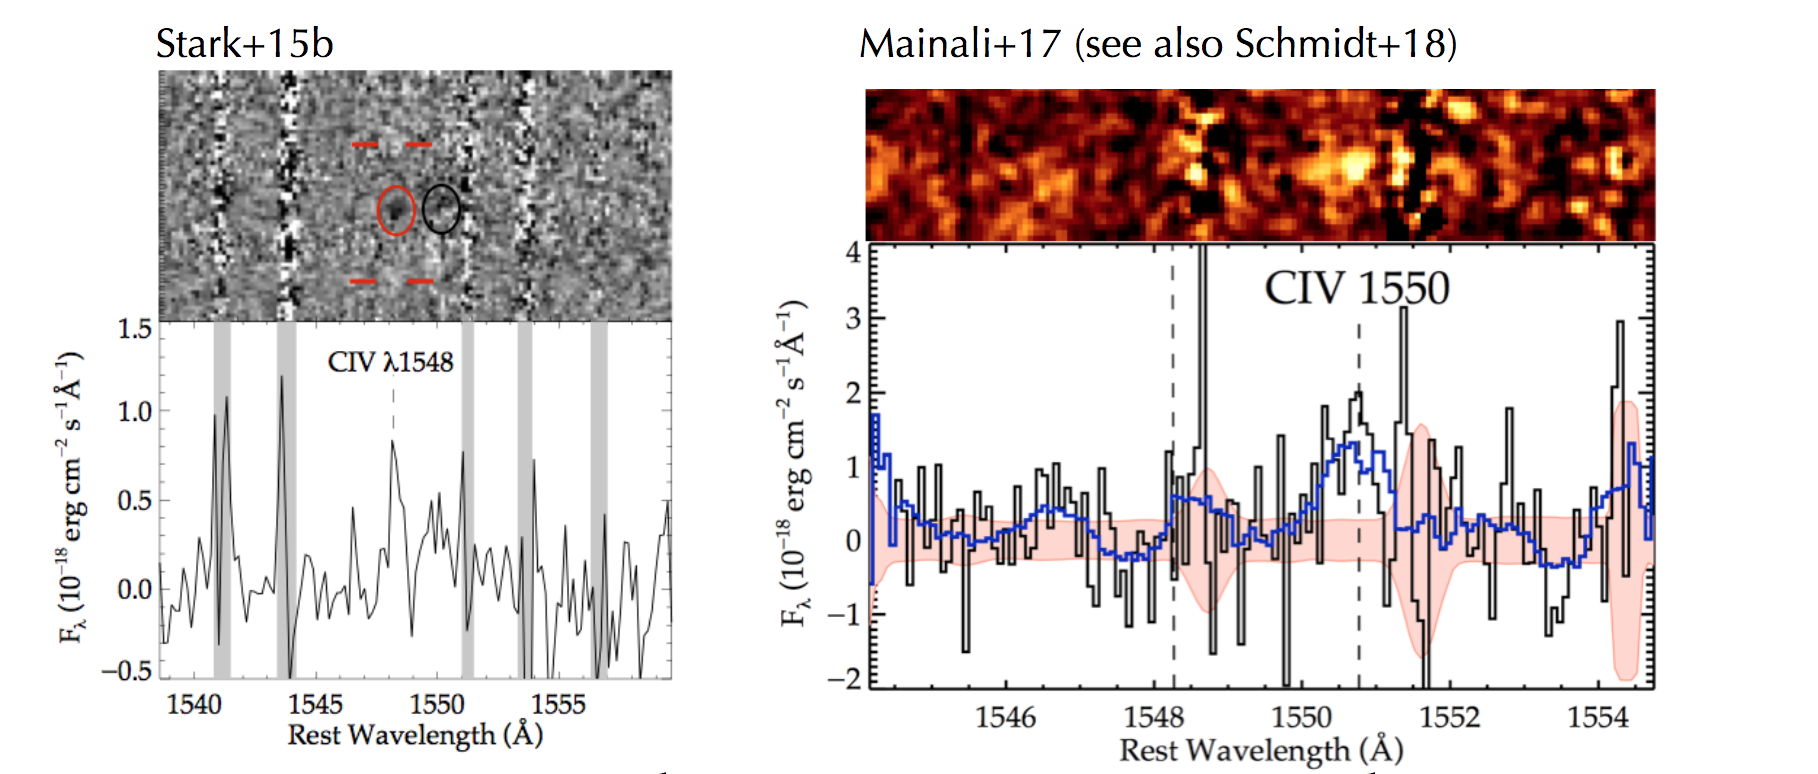 Stark+15b
Mainali+17 (see also Schmidt+18)
CIV λ1548
1.5
1.0
0.5
0.0
−0.5
F_λ (10⁻¹⁸ erg cm⁻² s⁻¹ Å⁻¹)
1540 1545 1550 1555
Rest Wavelength (Å)
CIV 1550
4
3
2
1
0
−1
−2
F_λ (10⁻¹⁸ erg cm⁻² s⁻¹ Å⁻¹)
1546 1548 1550 1552 1554
Rest Wavelength (Å)